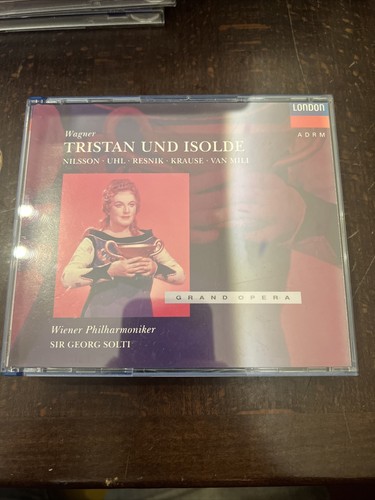 LONDON
ADRM
Wagner
TRISTAN UND ISOLDE
NILSSON · UHL · RESNIK · KRAUSE · VAN MILL
GRAND OPERA
Wiener Philharmoniker
SIR GEORG SOLTI